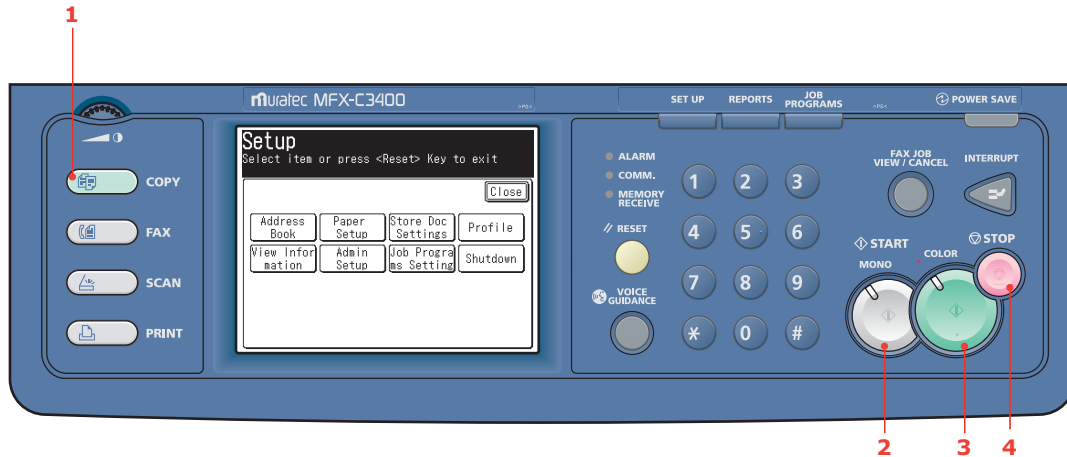 1
muratec MFX-C3400
>PS<
SET UP
REPORTS
JOB
PROGRAMS
>PS<
POWER SAVE
Setup
Select item or press <Reset> Key to exit
Close
Address
Book
Paper
Setup
Store Doc
Settings
Profile
View Infor
mation
Admin
Setup
Job Progra
ms Setting
Shutdown
COPY
FAX
SCAN
PRINT
ALARM
COMM.
MEMORY
RECEIVE
RESET
VOICE
GUIDANCE
1
2
3
4
5
6
7
8
9
*
0
#
FAX JOB
VIEW / CANCEL
INTERRUPT
START
STOP
MONO
COLOR
2
3
4